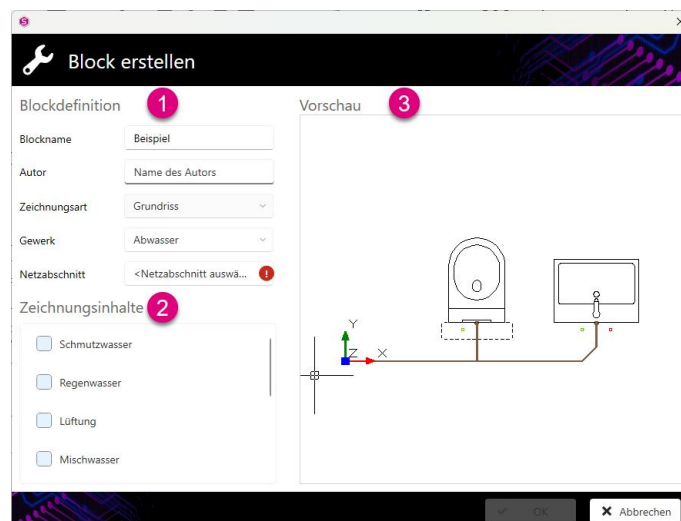 S
Block erstellen
Blockdefinition 1
Blockname Beispiel
Autor Name des Autors
Zeichnungsart Grundriss
Gewerk Abwasser
Netzabschnitt <Netzabschnitt auswä... !
Zeichnungsinhalte 2
Schmutzwasser
Regenwasser
Lüftung
Mischwasser
Vorschau 3
Y
Z X
OK Abbrechen